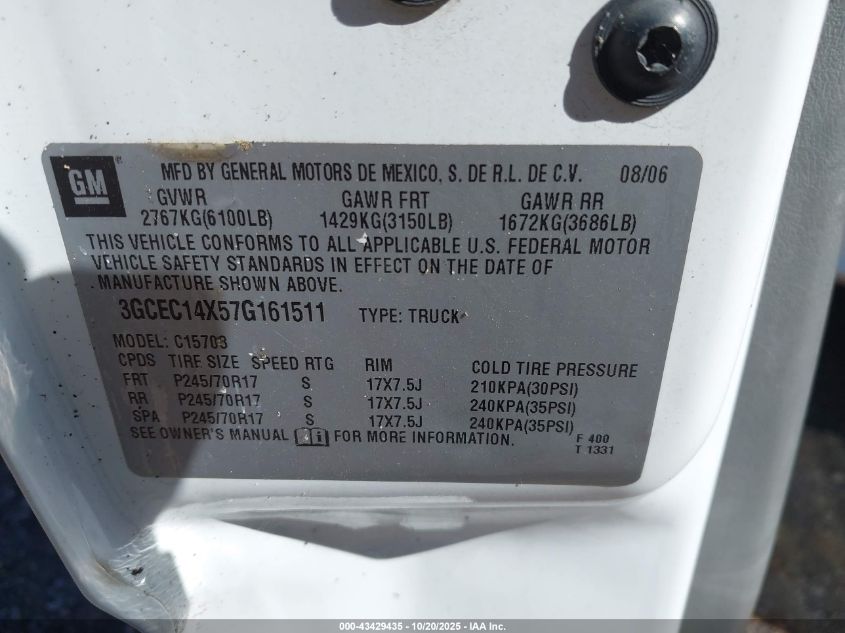 GM
MFD BY GENERAL MOTORS DE MEXICO, S. DE R.L. DE C.V. 08/06
GVWR GAWR FRT GAWR RR
2767KG(6100LB) 1429KG(3150LB) 1672KG(3686LB)
THIS VEHICLE CONFORMS TO ALL APPLICABLE U.S. FEDERAL MOTOR
VEHICLE SAFETY STANDARDS IN EFFECT ON THE DATE OF
MANUFACTURE SHOWN ABOVE.
3GCEC14X57G161511 TYPE: TRUCK
MODEL: C15703
CPDS TIRE SIZE SPEED RTG RIM COLD TIRE PRESSURE
FRT P245/70R17 S 17X7.5J 210KPA(30PSI)
RR P245/70R17 S 17X7.5J 240KPA(35PSI)
SPA P245/70R17 S 17X7.5J 240KPA(35PSI)
SEE OWNER'S MANUAL FOR MORE INFORMATION.
F 400
T 1331
000-43429435 - 10/20/2025 - IAA Inc.